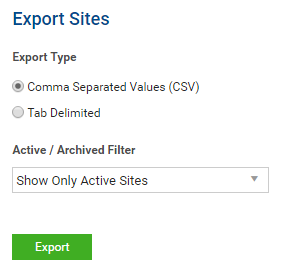 Export Sites
Export Type
Comma Separated Values (CSV)
Tab Delimited
Active / Archived Filter
Show Only Active Sites
Export